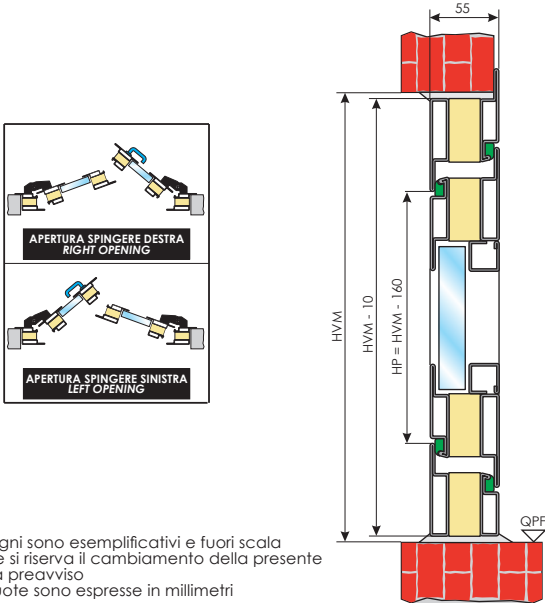 55
APERTURA SPINGERE DESTRA
RIGHT OPENING
APERTURA SPINGERE SINISTRA
LEFT OPENING
HVM
HVM - 10
HP = HVM - 160
QPF
gni sono esemplificativi e fuori scala
e si riserva il cambiamento della presente
a preavviso
uote sono espresse in millimetri